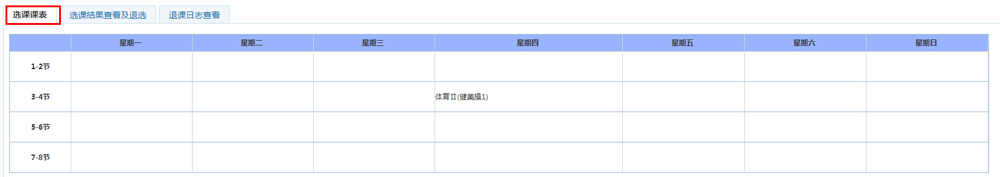 选课课表 选课结果查看及退选 退课日志查看
星期一 星期二 星期三 星期四 星期五 星期六 星期日
1-2节
3-4节 体育Ⅱ(健美操1)
5-6节
7-8节